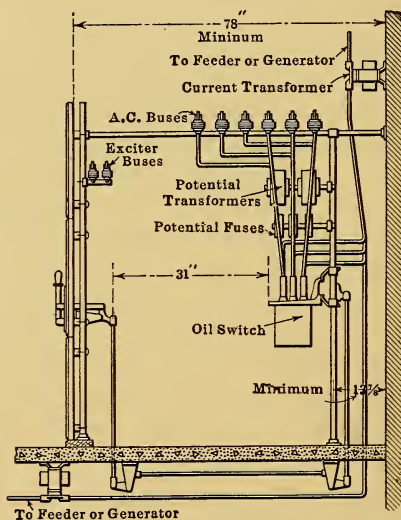 78"
Mininum
To Feeder or Generator
Current Transformer
A.C. Buses
Exciter
Buses
Potential
Transformers
Potential Fuses
31"
Oil Switch
Minimum
To Feeder or Generator